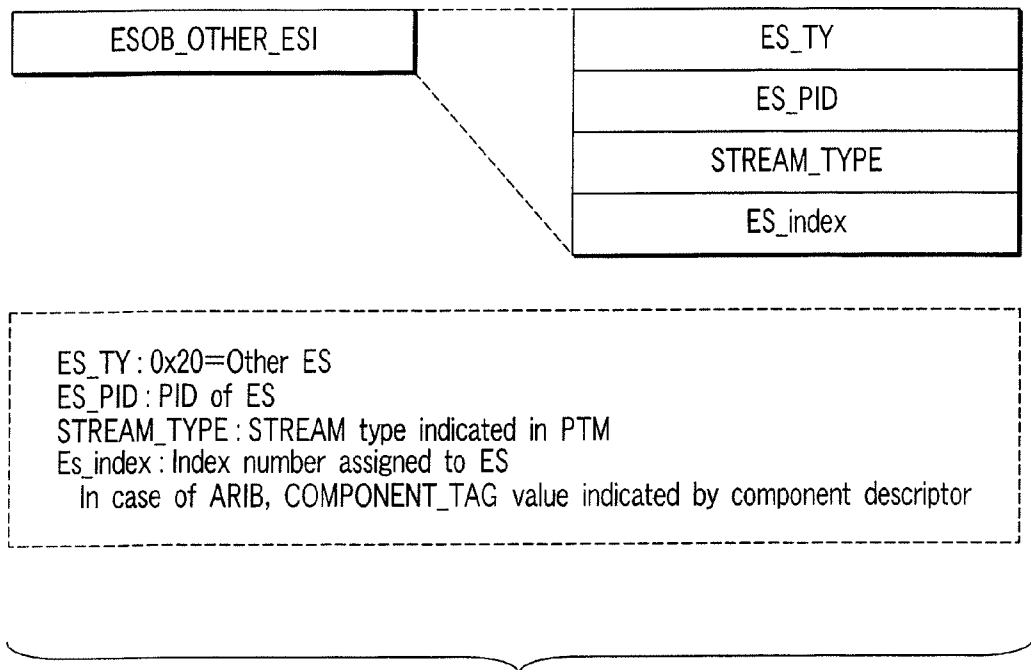 ESOB_OTHER_ESI
ES_TY
ES_PID
STREAM_TYPE
ES_index
ES_TY : 0x20=Other ES
ES_PID : PID of ES
STREAM_TYPE : STREAM type indicated in PTM
Es_index : Index number assigned to ES
In case of ARIB, COMPONENT_TAG value indicated by component descriptor